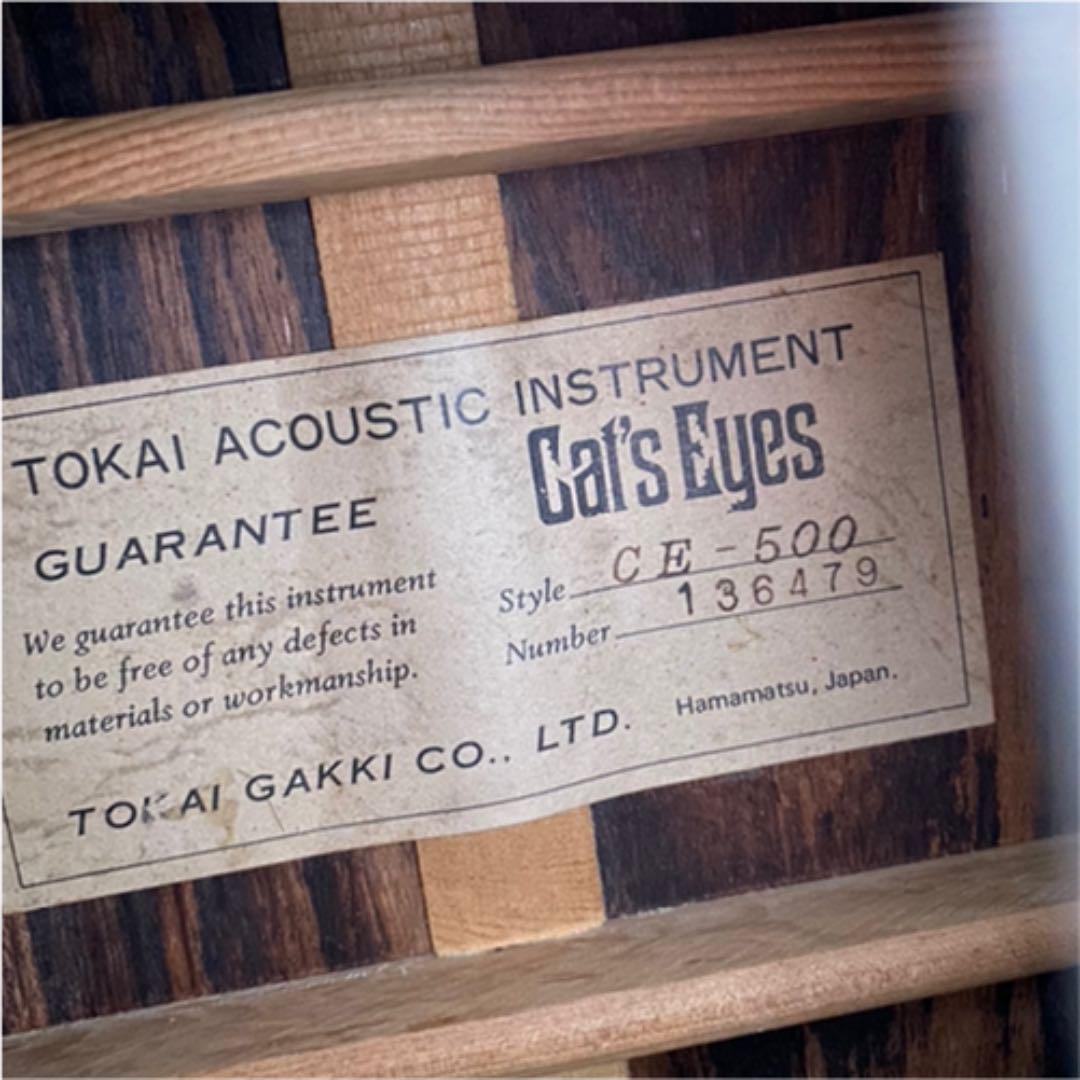 TOKAI ACOUSTIC INSTRUMENT
GUARANTEE
We guarantee this instrument
to be free of any defects in
materials or workmanship.
Cat's Eyes
Style CE-500
Number 136479
TOKAI GAKKI CO., LTD. Hamamatsu, Japan.